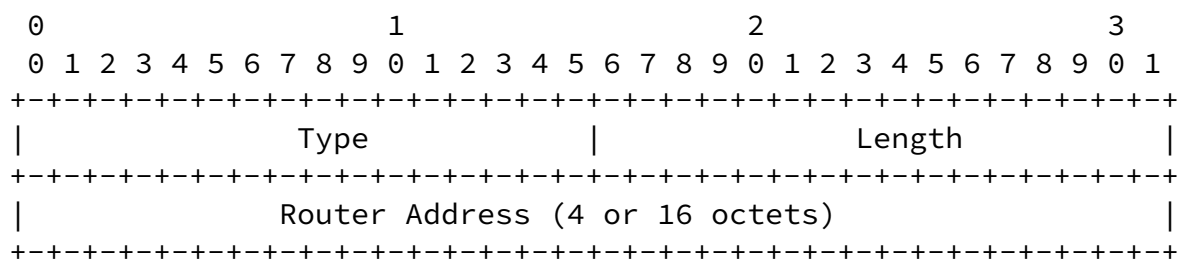 0                   1                   2                   3
 0 1 2 3 4 5 6 7 8 9 0 1 2 3 4 5 6 7 8 9 0 1 2 3 4 5 6 7 8 9 0 1
+-+-+-+-+-+-+-+-+-+-+-+-+-+-+-+-+-+-+-+-+-+-+-+-+-+-+-+-+-+-+-+-+
|               Type            |              Length           |
+-+-+-+-+-+-+-+-+-+-+-+-+-+-+-+-+-+-+-+-+-+-+-+-+-+-+-+-+-+-+-+-+
|              Router Address (4 or 16 octets)                  |
+-+-+-+-+-+-+-+-+-+-+-+-+-+-+-+-+-+-+-+-+-+-+-+-+-+-+-+-+-+-+-+-+